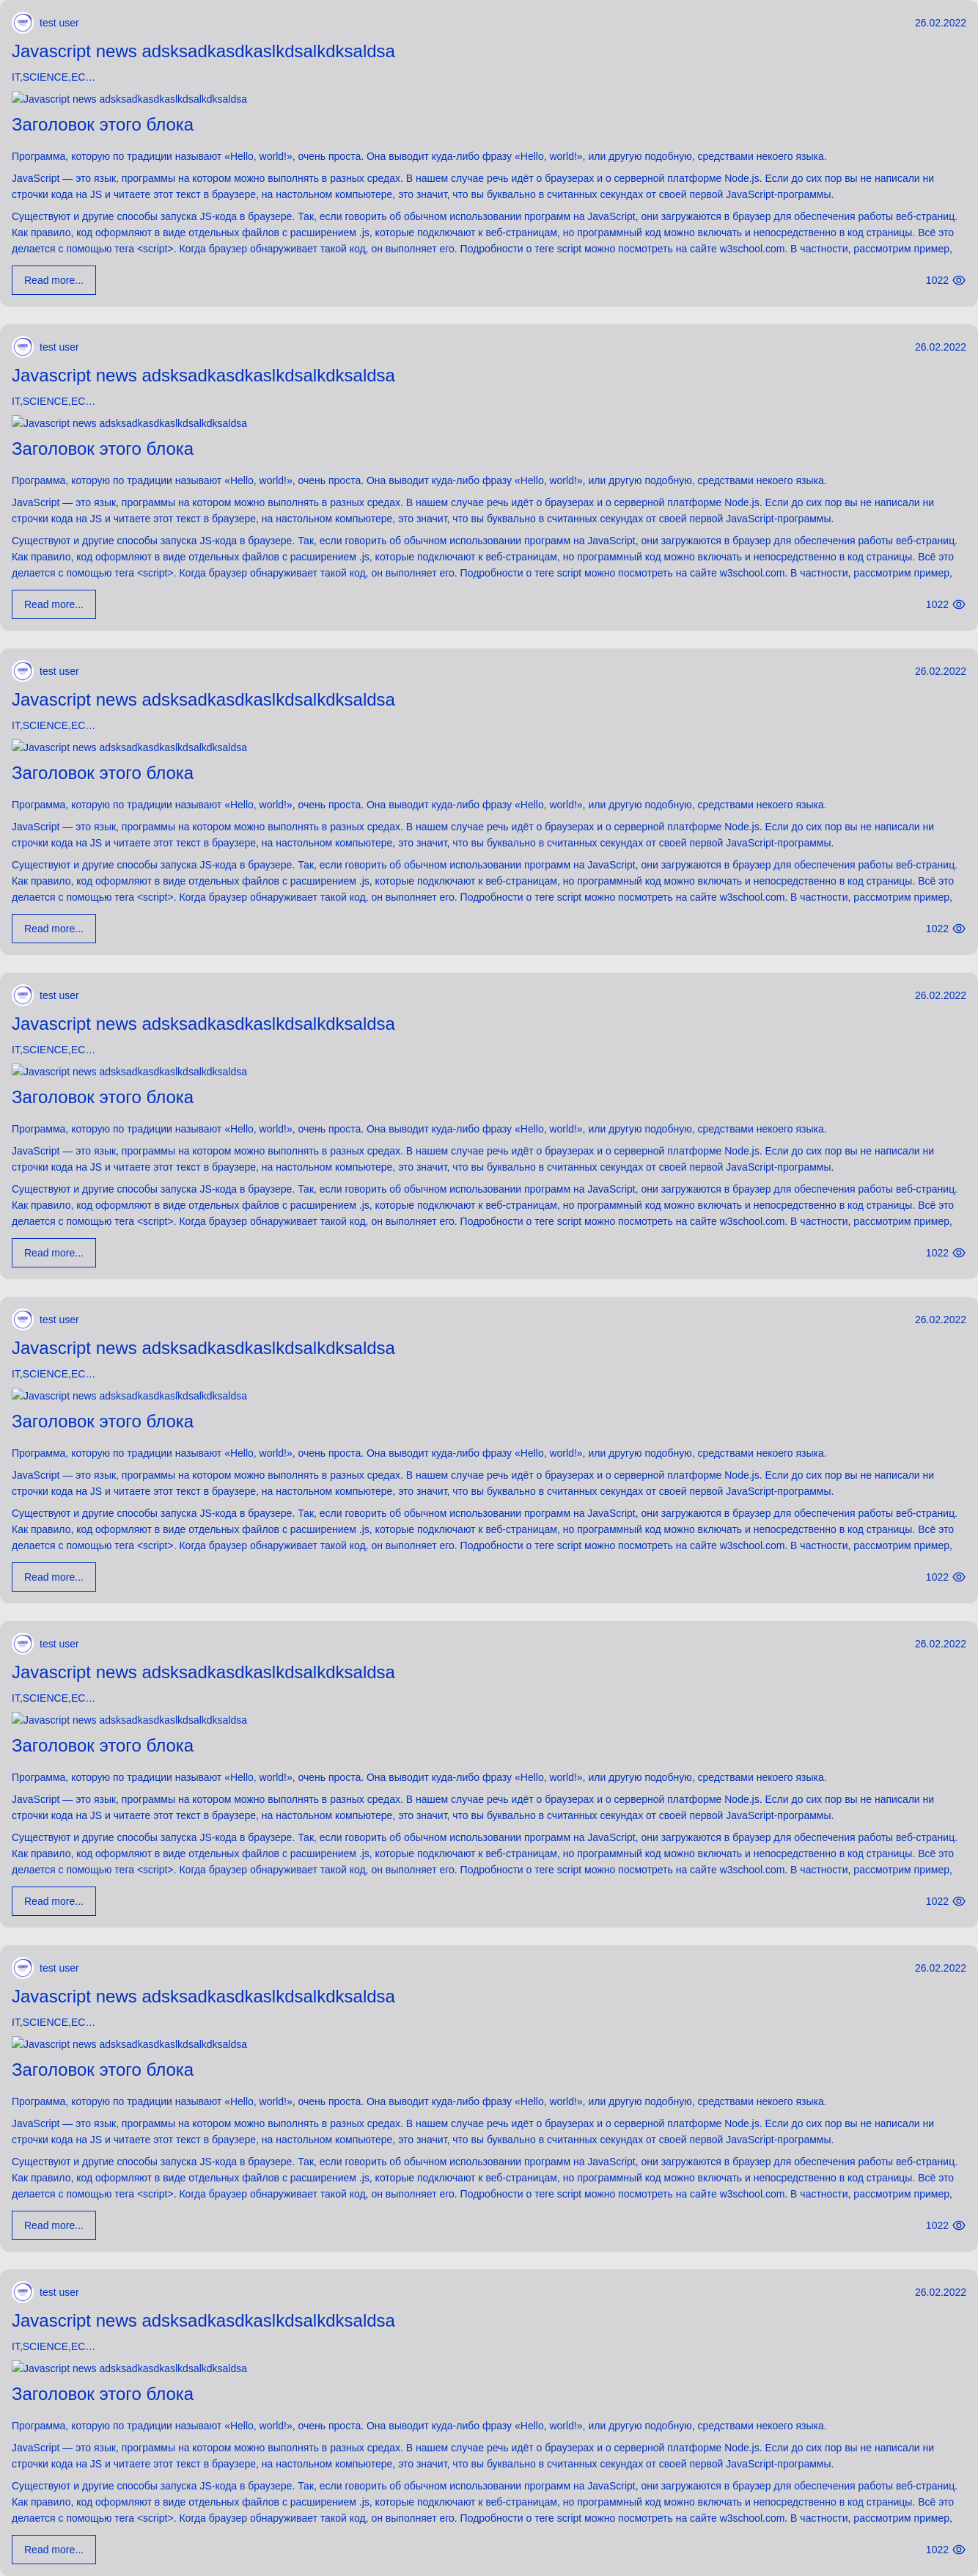 test user 26.02.2022
Javascript news adsksadkasdkaslkdsalkdksaldsa
IT,SCIENCE,EC…
Javascript news adsksadkasdkaslkdsalkdksaldsa
Заголовок этого блока
Программа, которую по традиции называют «Hello, world!», очень проста. Она выводит куда-либо фразу «Hello, world!», или другую подобную, средствами некоего языка.
JavaScript — это язык, программы на котором можно выполнять в разных средах. В нашем случае речь идёт о браузерах и о серверной платформе Node.js. Если до сих пор вы не написали ни
строчки кода на JS и читаете этот текст в браузере, на настольном компьютере, это значит, что вы буквально в считанных секундах от своей первой JavaScript-программы.
Существуют и другие способы запуска JS-кода в браузере. Так, если говорить об обычном использовании программ на JavaScript, они загружаются в браузер для обеспечения работы веб-страниц.
Как правило, код оформляют в виде отдельных файлов с расширением .js, которые подключают к веб-страницам, но программный код можно включать и непосредственно в код страницы. Всё это
делается с помощью тега <script>. Когда браузер обнаруживает такой код, он выполняет его. Подробности о теге script можно посмотреть на сайте w3school.com. В частности, рассмотрим пример,
Read more... 1022
test user 26.02.2022
Javascript news adsksadkasdkaslkdsalkdksaldsa
IT,SCIENCE,EC…
Javascript news adsksadkasdkaslkdsalkdksaldsa
Заголовок этого блока
Программа, которую по традиции называют «Hello, world!», очень проста. Она выводит куда-либо фразу «Hello, world!», или другую подобную, средствами некоего языка.
JavaScript — это язык, программы на котором можно выполнять в разных средах. В нашем случае речь идёт о браузерах и о серверной платформе Node.js. Если до сих пор вы не написали ни
строчки кода на JS и читаете этот текст в браузере, на настольном компьютере, это значит, что вы буквально в считанных секундах от своей первой JavaScript-программы.
Существуют и другие способы запуска JS-кода в браузере. Так, если говорить об обычном использовании программ на JavaScript, они загружаются в браузер для обеспечения работы веб-страниц.
Как правило, код оформляют в виде отдельных файлов с расширением .js, которые подключают к веб-страницам, но программный код можно включать и непосредственно в код страницы. Всё это
делается с помощью тега <script>. Когда браузер обнаруживает такой код, он выполняет его. Подробности о теге script можно посмотреть на сайте w3school.com. В частности, рассмотрим пример,
Read more... 1022
test user 26.02.2022
Javascript news adsksadkasdkaslkdsalkdksaldsa
IT,SCIENCE,EC…
Javascript news adsksadkasdkaslkdsalkdksaldsa
Заголовок этого блока
Программа, которую по традиции называют «Hello, world!», очень проста. Она выводит куда-либо фразу «Hello, world!», или другую подобную, средствами некоего языка.
JavaScript — это язык, программы на котором можно выполнять в разных средах. В нашем случае речь идёт о браузерах и о серверной платформе Node.js. Если до сих пор вы не написали ни
строчки кода на JS и читаете этот текст в браузере, на настольном компьютере, это значит, что вы буквально в считанных секундах от своей первой JavaScript-программы.
Существуют и другие способы запуска JS-кода в браузере. Так, если говорить об обычном использовании программ на JavaScript, они загружаются в браузер для обеспечения работы веб-страниц.
Как правило, код оформляют в виде отдельных файлов с расширением .js, которые подключают к веб-страницам, но программный код можно включать и непосредственно в код страницы. Всё это
делается с помощью тега <script>. Когда браузер обнаруживает такой код, он выполняет его. Подробности о теге script можно посмотреть на сайте w3school.com. В частности, рассмотрим пример,
Read more... 1022
test user 26.02.2022
Javascript news adsksadkasdkaslkdsalkdksaldsa
IT,SCIENCE,EC…
Javascript news adsksadkasdkaslkdsalkdksaldsa
Заголовок этого блока
Программа, которую по традиции называют «Hello, world!», очень проста. Она выводит куда-либо фразу «Hello, world!», или другую подобную, средствами некоего языка.
JavaScript — это язык, программы на котором можно выполнять в разных средах. В нашем случае речь идёт о браузерах и о серверной платформе Node.js. Если до сих пор вы не написали ни
строчки кода на JS и читаете этот текст в браузере, на настольном компьютере, это значит, что вы буквально в считанных секундах от своей первой JavaScript-программы.
Существуют и другие способы запуска JS-кода в браузере. Так, если говорить об обычном использовании программ на JavaScript, они загружаются в браузер для обеспечения работы веб-страниц.
Как правило, код оформляют в виде отдельных файлов с расширением .js, которые подключают к веб-страницам, но программный код можно включать и непосредственно в код страницы. Всё это
делается с помощью тега <script>. Когда браузер обнаруживает такой код, он выполняет его. Подробности о теге script можно посмотреть на сайте w3school.com. В частности, рассмотрим пример,
Read more... 1022
test user 26.02.2022
Javascript news adsksadkasdkaslkdsalkdksaldsa
IT,SCIENCE,EC…
Javascript news adsksadkasdkaslkdsalkdksaldsa
Заголовок этого блока
Программа, которую по традиции называют «Hello, world!», очень проста. Она выводит куда-либо фразу «Hello, world!», или другую подобную, средствами некоего языка.
JavaScript — это язык, программы на котором можно выполнять в разных средах. В нашем случае речь идёт о браузерах и о серверной платформе Node.js. Если до сих пор вы не написали ни
строчки кода на JS и читаете этот текст в браузере, на настольном компьютере, это значит, что вы буквально в считанных секундах от своей первой JavaScript-программы.
Существуют и другие способы запуска JS-кода в браузере. Так, если говорить об обычном использовании программ на JavaScript, они загружаются в браузер для обеспечения работы веб-страниц.
Как правило, код оформляют в виде отдельных файлов с расширением .js, которые подключают к веб-страницам, но программный код можно включать и непосредственно в код страницы. Всё это
делается с помощью тега <script>. Когда браузер обнаруживает такой код, он выполняет его. Подробности о теге script можно посмотреть на сайте w3school.com. В частности, рассмотрим пример,
Read more... 1022
test user 26.02.2022
Javascript news adsksadkasdkaslkdsalkdksaldsa
IT,SCIENCE,EC…
Javascript news adsksadkasdkaslkdsalkdksaldsa
Заголовок этого блока
Программа, которую по традиции называют «Hello, world!», очень проста. Она выводит куда-либо фразу «Hello, world!», или другую подобную, средствами некоего языка.
JavaScript — это язык, программы на котором можно выполнять в разных средах. В нашем случае речь идёт о браузерах и о серверной платформе Node.js. Если до сих пор вы не написали ни
строчки кода на JS и читаете этот текст в браузере, на настольном компьютере, это значит, что вы буквально в считанных секундах от своей первой JavaScript-программы.
Существуют и другие способы запуска JS-кода в браузере. Так, если говорить об обычном использовании программ на JavaScript, они загружаются в браузер для обеспечения работы веб-страниц.
Как правило, код оформляют в виде отдельных файлов с расширением .js, которые подключают к веб-страницам, но программный код можно включать и непосредственно в код страницы. Всё это
делается с помощью тега <script>. Когда браузер обнаруживает такой код, он выполняет его. Подробности о теге script можно посмотреть на сайте w3school.com. В частности, рассмотрим пример,
Read more... 1022
test user 26.02.2022
Javascript news adsksadkasdkaslkdsalkdksaldsa
IT,SCIENCE,EC…
Javascript news adsksadkasdkaslkdsalkdksaldsa
Заголовок этого блока
Программа, которую по традиции называют «Hello, world!», очень проста. Она выводит куда-либо фразу «Hello, world!», или другую подобную, средствами некоего языка.
JavaScript — это язык, программы на котором можно выполнять в разных средах. В нашем случае речь идёт о браузерах и о серверной платформе Node.js. Если до сих пор вы не написали ни
строчки кода на JS и читаете этот текст в браузере, на настольном компьютере, это значит, что вы буквально в считанных секундах от своей первой JavaScript-программы.
Существуют и другие способы запуска JS-кода в браузере. Так, если говорить об обычном использовании программ на JavaScript, они загружаются в браузер для обеспечения работы веб-страниц.
Как правило, код оформляют в виде отдельных файлов с расширением .js, которые подключают к веб-страницам, но программный код можно включать и непосредственно в код страницы. Всё это
делается с помощью тега <script>. Когда браузер обнаруживает такой код, он выполняет его. Подробности о теге script можно посмотреть на сайте w3school.com. В частности, рассмотрим пример,
Read more... 1022
test user 26.02.2022
Javascript news adsksadkasdkaslkdsalkdksaldsa
IT,SCIENCE,EC…
Javascript news adsksadkasdkaslkdsalkdksaldsa
Заголовок этого блока
Программа, которую по традиции называют «Hello, world!», очень проста. Она выводит куда-либо фразу «Hello, world!», или другую подобную, средствами некоего языка.
JavaScript — это язык, программы на котором можно выполнять в разных средах. В нашем случае речь идёт о браузерах и о серверной платформе Node.js. Если до сих пор вы не написали ни
строчки кода на JS и читаете этот текст в браузере, на настольном компьютере, это значит, что вы буквально в считанных секундах от своей первой JavaScript-программы.
Существуют и другие способы запуска JS-кода в браузере. Так, если говорить об обычном использовании программ на JavaScript, они загружаются в браузер для обеспечения работы веб-страниц.
Как правило, код оформляют в виде отдельных файлов с расширением .js, которые подключают к веб-страницам, но программный код можно включать и непосредственно в код страницы. Всё это
делается с помощью тега <script>. Когда браузер обнаруживает такой код, он выполняет его. Подробности о теге script можно посмотреть на сайте w3school.com. В частности, рассмотрим пример,
Read more... 1022